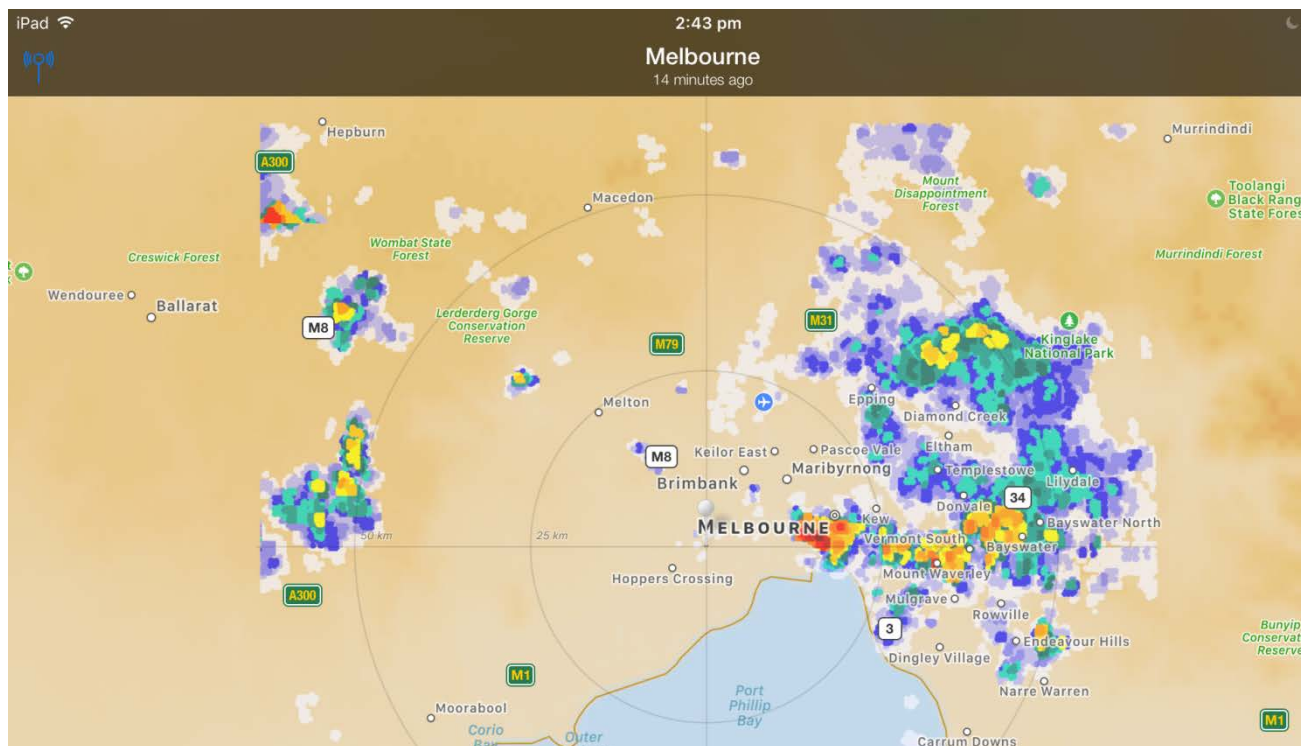 iPad
2:43 pm
Melbourne
14 minutes ago
Hepburn
Murrindindi
A300
Mount
Disappointment
Forest
Toolangi
Black Rang
State Fores
Macedon
Wombat State
Forest
Creswick Forest
Murrindindi Forest
Wendouree
Ballarat
Lerderderg Gorge
Conservation
Reserve
M8
M31
M79
Kinglake
National Park
Melton
Epping
Diamond Creek
Keilor East
Pascoe Vale
Eltham
M8
Brimbank
Maribyrnong
Templestowe
Lilydale
Donvale
34
MELBOURNE
Kew
Bayswater North
50 km
25 km
Vermont South
Bayswater
Hoppers Crossing
Mount Waverley
A300
Mulgrave
Rowville
3
Endeavour Hills
Bunyip
Conservat
Reserve
Dingley Village
M1
Narre Warren
Port
Phillip
Bay
Moorabool
M1
Corio
Outer
Carrum Downs